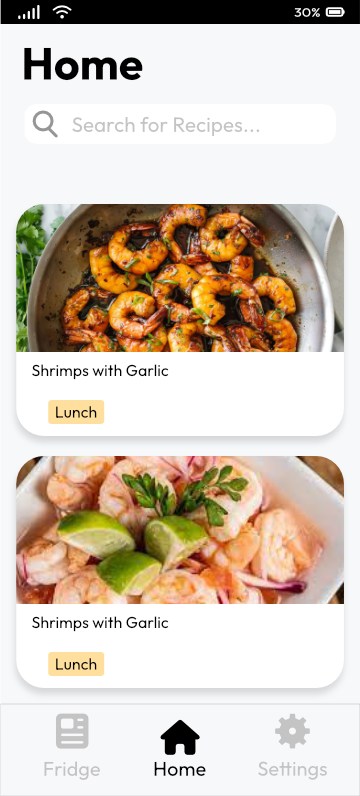 30%
Home
Search for Recipes...
Shrimps with Garlic
Lunch
Shrimps with Garlic
Lunch
Fridge Home Settings